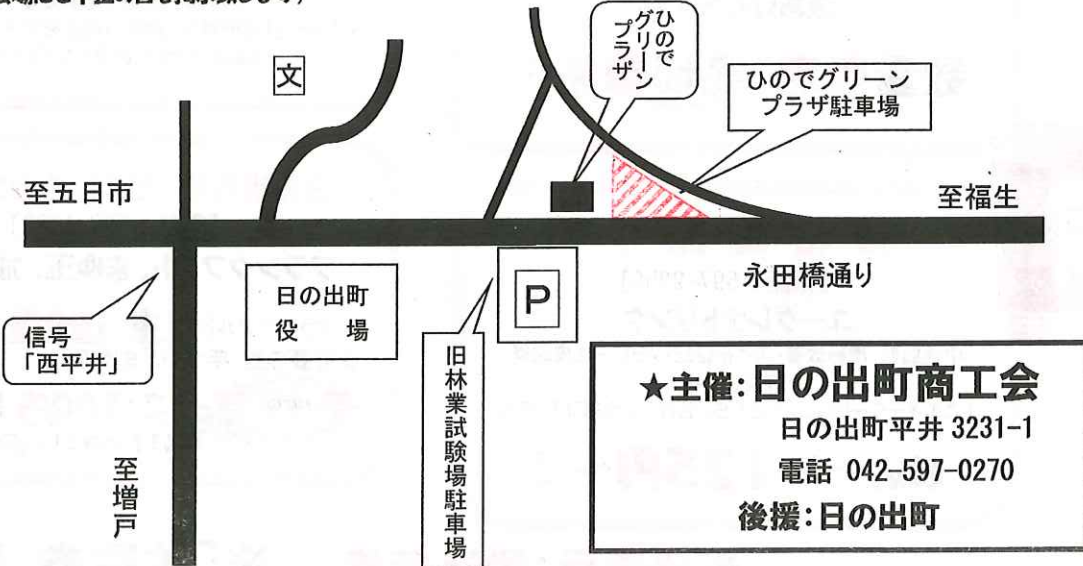 文
ひので
グリーン
プラザ
ひのでグリーン
プラザ駐車場
至五日市
至福生
永田橋通り
日の出町
役 場
P
信号
「西平井」
旧林業試験場駐車場
至増戸
★主催:日の出町商工会
日の出町平井 3231-1
電話 042-597-0270
後援:日の出町